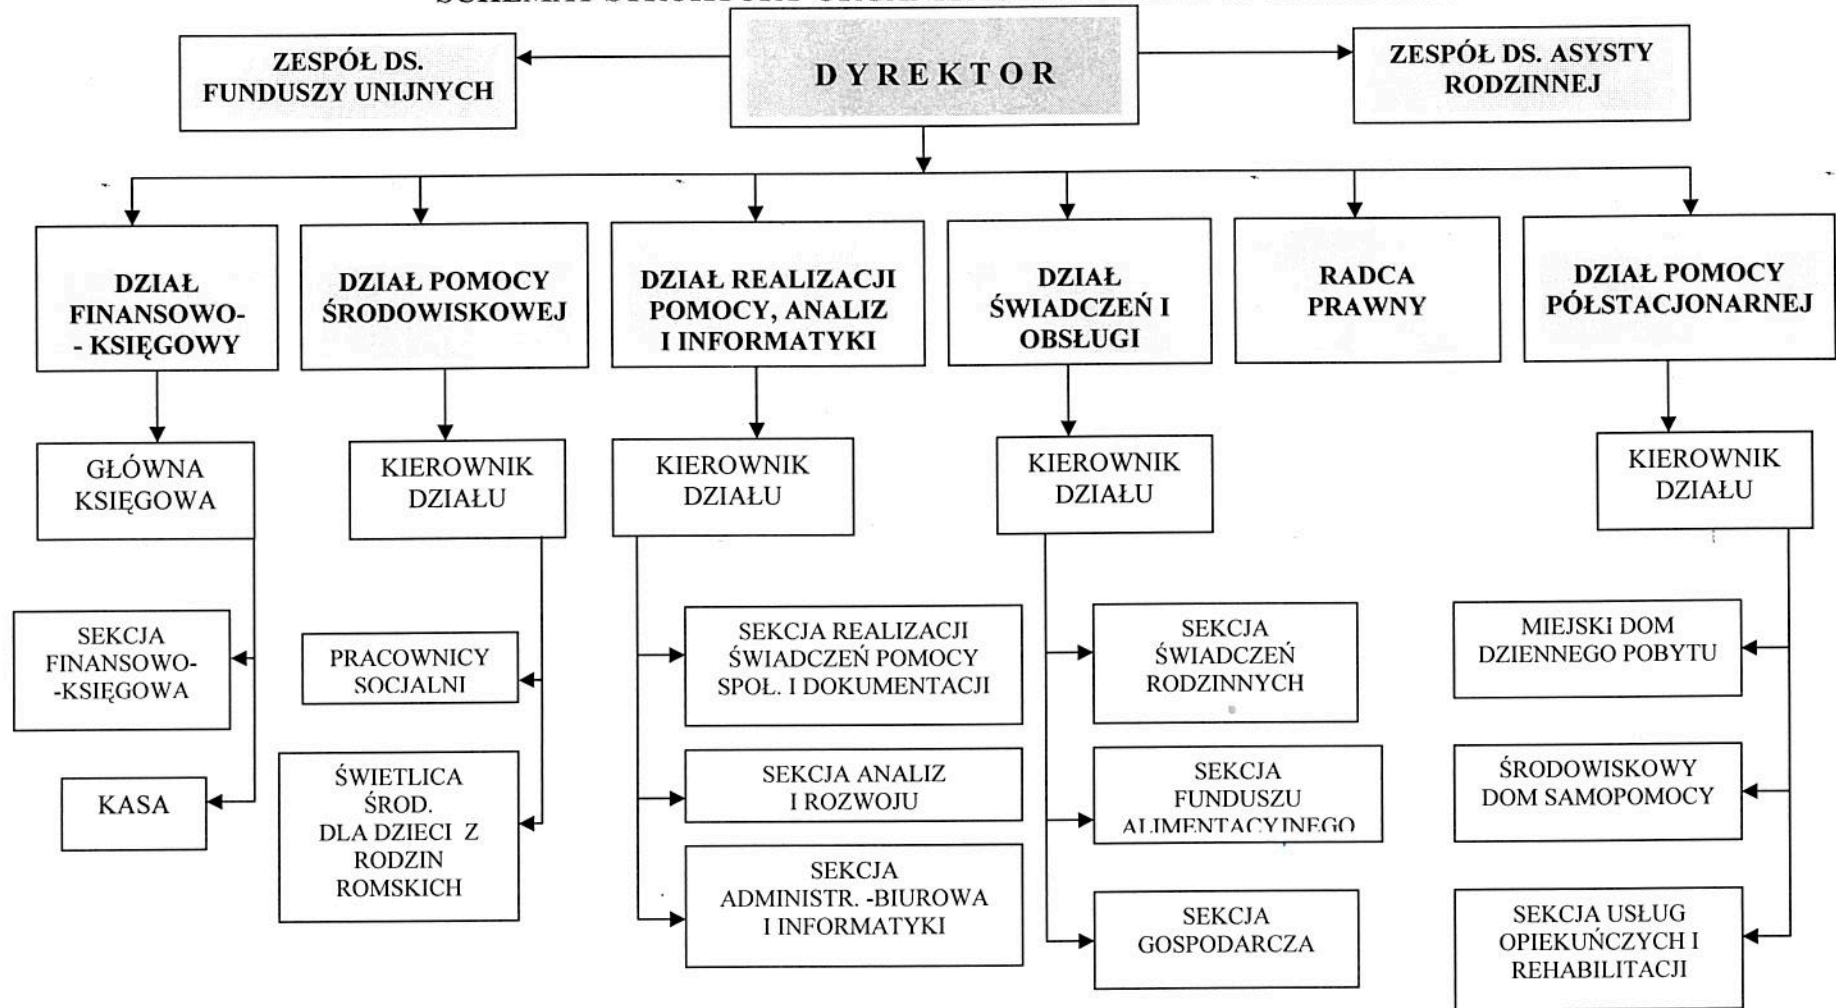 ZESPÓŁ DS.
FUNDUSZY UNIJNYCH
DYREKTOR
ZESPÓŁ DS. ASYSTY
RODZINNEJ
DZIAŁ
FINANSOWO-
- KSIĘGOWY
DZIAŁ POMOCY
ŚRODOWISKOWEJ
DZIAŁ REALIZACJI
POMOCY, ANALIZ
I INFORMATYKI
DZIAŁ
ŚWIADCZEŃ I
OBSŁUGI
RADCA
PRAWNY
DZIAŁ POMOCY
PÓŁSTACJONARNEJ
GŁÓWNA
KSIĘGOWA
KIEROWNIK
DZIAŁU
KIEROWNIK
DZIAŁU
KIEROWNIK
DZIAŁU
KIEROWNIK
DZIAŁU
SEKCJA
FINANSOWO-
-KSIĘGOWA
PRACOWNICY
SOCJALNI
SEKCJA REALIZACJI
ŚWIADCZEŃ POMOCY
SPOŁ. I DOKUMENTACJI
SEKCJA
ŚWIADCZEŃ
RODZINNYCH
MIEJSKI DOM
DZIENNEGO POBYTU
KASA
ŚWIETLICA
ŚROD.
DLA DZIECI Z
RODZIN
ROMSKICH
SEKCJA ANALIZ
I ROZWOJU
SEKCJA
FUNDUSZU
ALIMENTACYJNEGO
ŚRODOWISKOWY
DOM SAMOPOMOCY
SEKCJA
ADMINISTR. -BIUROWA
I INFORMATYKI
SEKCJA
GOSPODARCZA
SEKCJA USŁUG
OPIEKUŃCZYCH I
REHABILITACJI